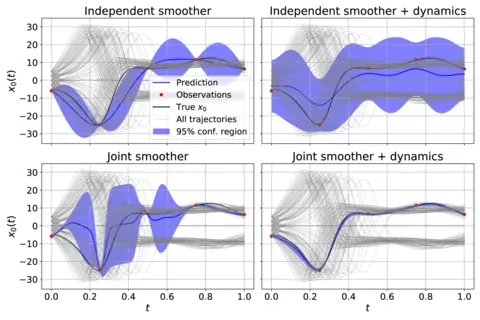 Independent smoother
Independent smoother + dynamics
x₀(t)
30
20
10
0
−10
−20
−30
Prediction
Observations
True x₀
All trajectories
95% conf. region
Joint smoother
Joint smoother + dynamics
x₀(t)
30
20
10
0
−10
−20
−30
0.0 0.2 0.4 0.6 0.8 1.0
0.0 0.2 0.4 0.6 0.8 1.0
t
t